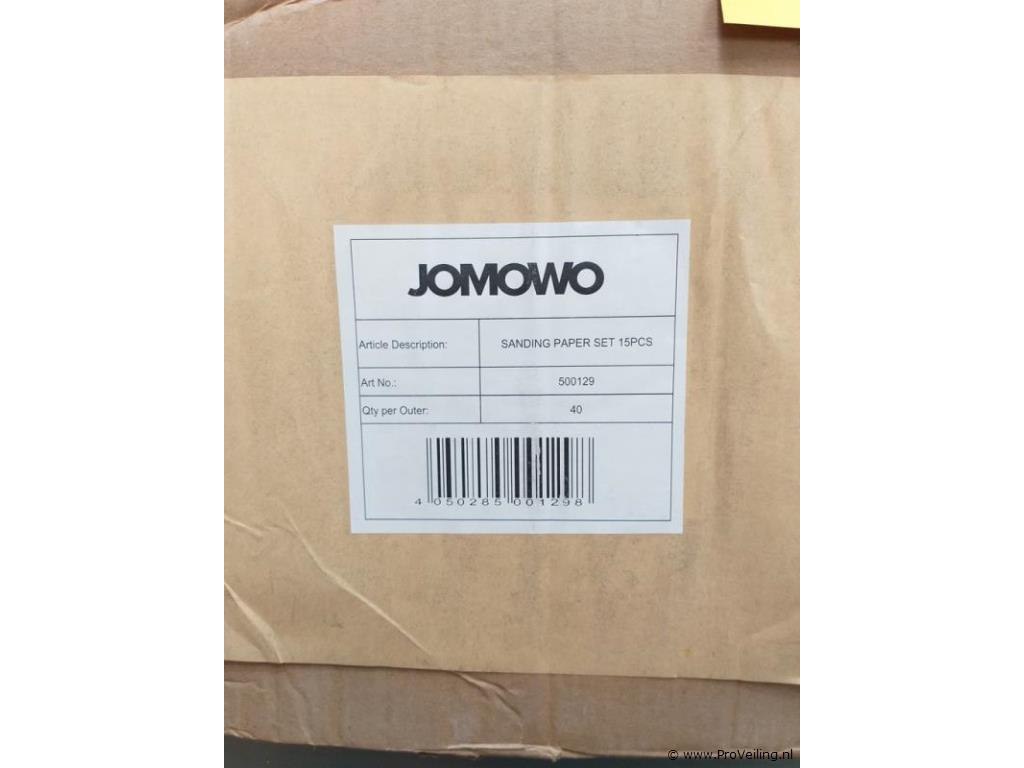 JOMOWO
Article Description: SANDING PAPER SET 15PCS
Art No.: 500129
Qty per Outer: 40
4 050285 001298
© www.ProVeiling.nl